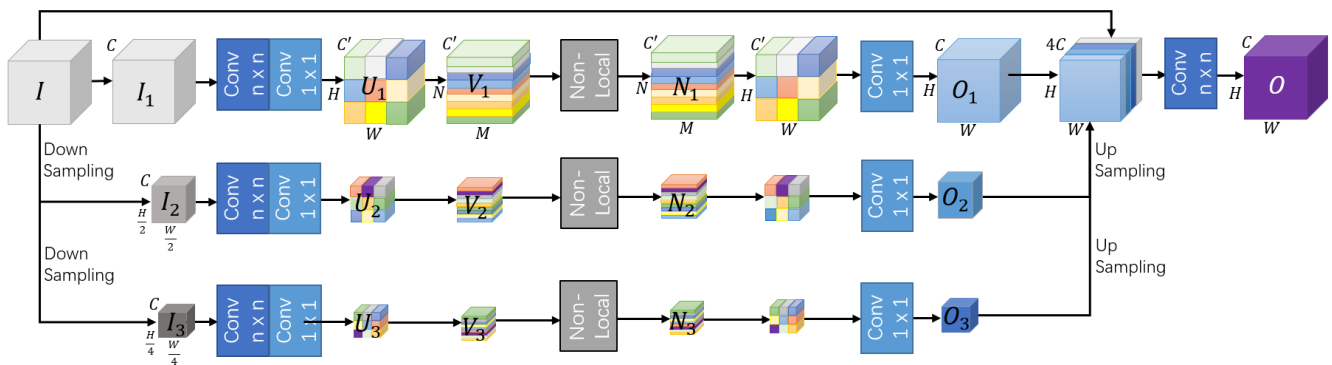 C
C'
C'
C'
C
4C
C
I
I₁
Conv
n x n
Conv
1 x 1
U₁
V₁
Non-
Local
N₁
Conv
1 x 1
O₁
Conv
n x n
O
H
N
N
H
H
H
H
W
M
M
W
W
W
W
Down
Sampling
Up
Sampling
C
I₂
H/2
W/2
Conv
n x n
Conv
1 x 1
U₂
V₂
Non-
Local
N₂
Conv
1 x 1
O₂
Down
Sampling
Up
Sampling
C
I₃
H/4
W/4
Conv
n x n
Conv
1 x 1
U₃
V₃
Non-
Local
N₃
Conv
1 x 1
O₃